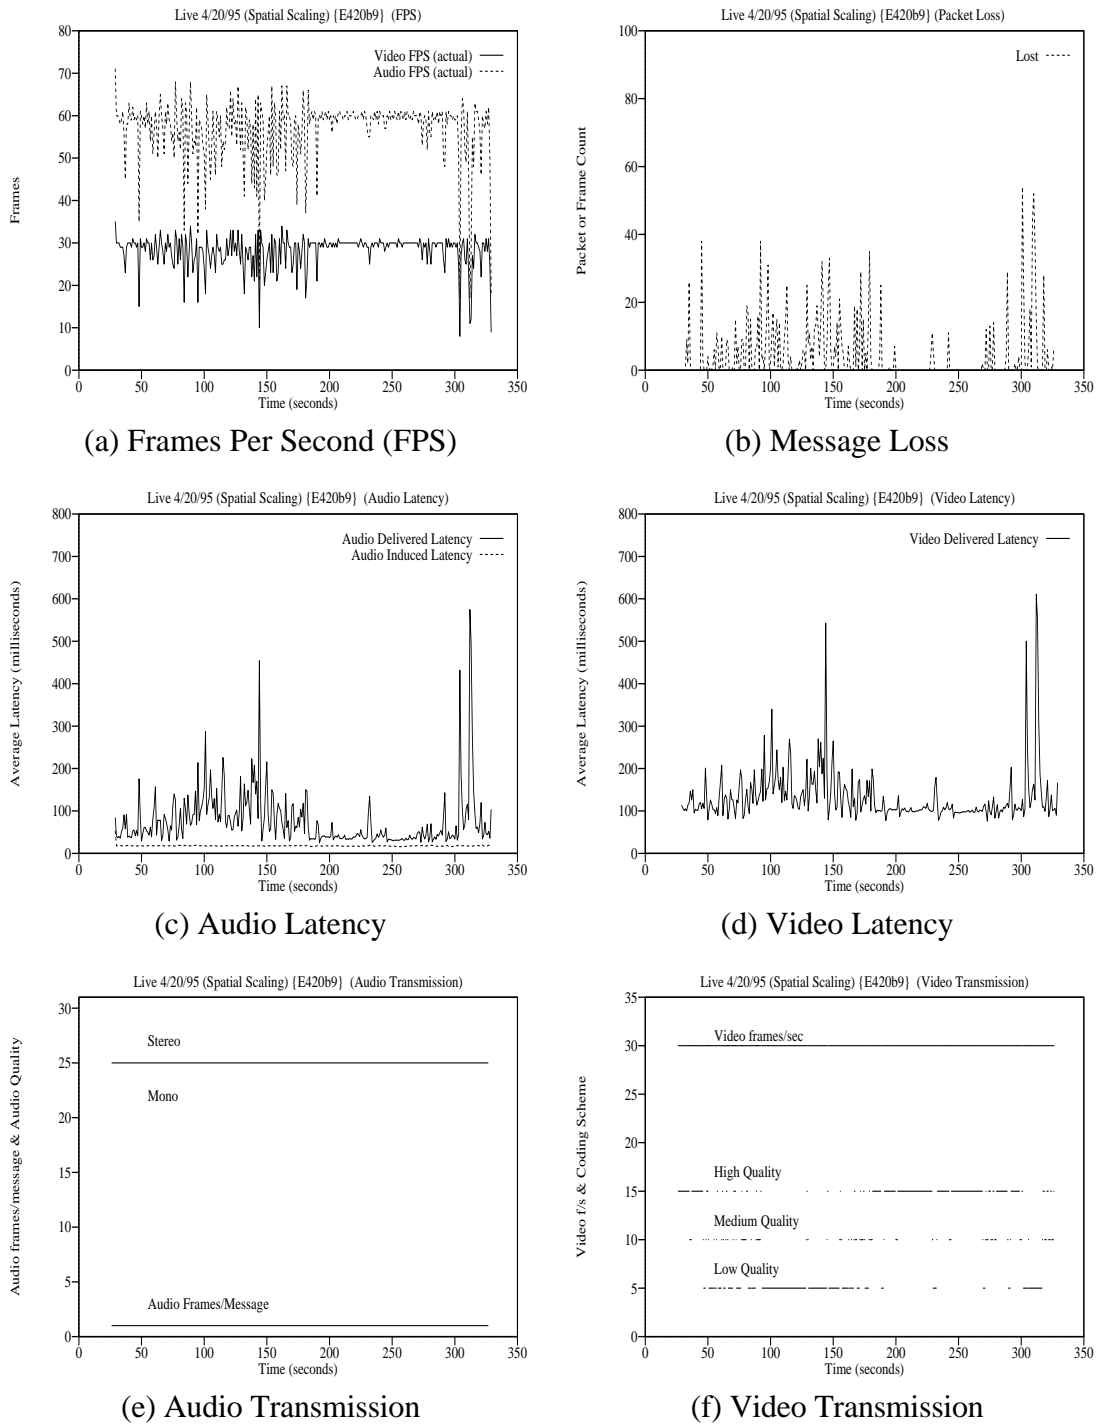 Live 4/20/95 (Spatial Scaling) {E420b9} (FPS)
80
70
60
50
40
30
20
10
0
Frames
Video FPS (actual)
Audio FPS (actual)
0 50 100 150 200 250 300 350
Time (seconds)
(a) Frames Per Second (FPS)
Live 4/20/95 (Spatial Scaling) {E420b9} (Packet Loss)
100
80
60
40
20
0
Packet or Frame Count
Lost
0 50 100 150 200 250 300 350
Time (seconds)
(b) Message Loss
Live 4/20/95 (Spatial Scaling) {E420b9} (Audio Latency)
800
700
600
500
400
300
200
100
0
Average Latency (milliseconds)
Audio Delivered Latency
Audio Induced Latency
0 50 100 150 200 250 300 350
Time (seconds)
(c) Audio Latency
Live 4/20/95 (Spatial Scaling) {E420b9} (Video Latency)
800
700
600
500
400
300
200
100
0
Average Latency (milliseconds)
Video Delivered Latency
0 50 100 150 200 250 300 350
Time (seconds)
(d) Video Latency
Live 4/20/95 (Spatial Scaling) {E420b9} (Audio Transmission)
30
25
20
15
10
5
0
Audio frames/message & Audio Quality
Stereo
Mono
Audio Frames/Message
0 50 100 150 200 250 300 350
Time (seconds)
(e) Audio Transmission
Live 4/20/95 (Spatial Scaling) {E420b9} (Video Transmission)
35
30
25
20
15
10
5
0
Video f/s & Coding Scheme
Video frames/sec
High Quality
Medium Quality
Low Quality
0 50 100 150 200 250 300 350
Time (seconds)
(f) Video Transmission